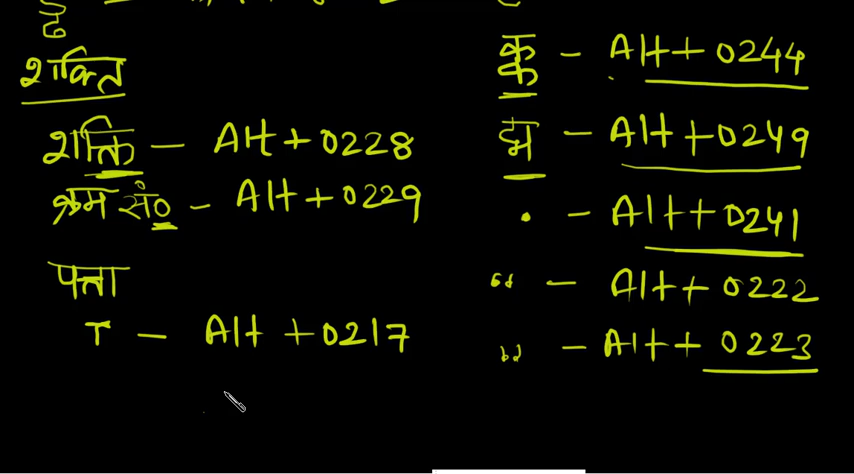 शक्ति
शक्ति - Alt + 0228
क्रम सं० - Alt + 0229
पत्ता
Alt + 0217
क्क - Alt + 0244
- Alt + 0249
. - Alt + 0241
“ - Alt + 0222
” - Alt + 0223